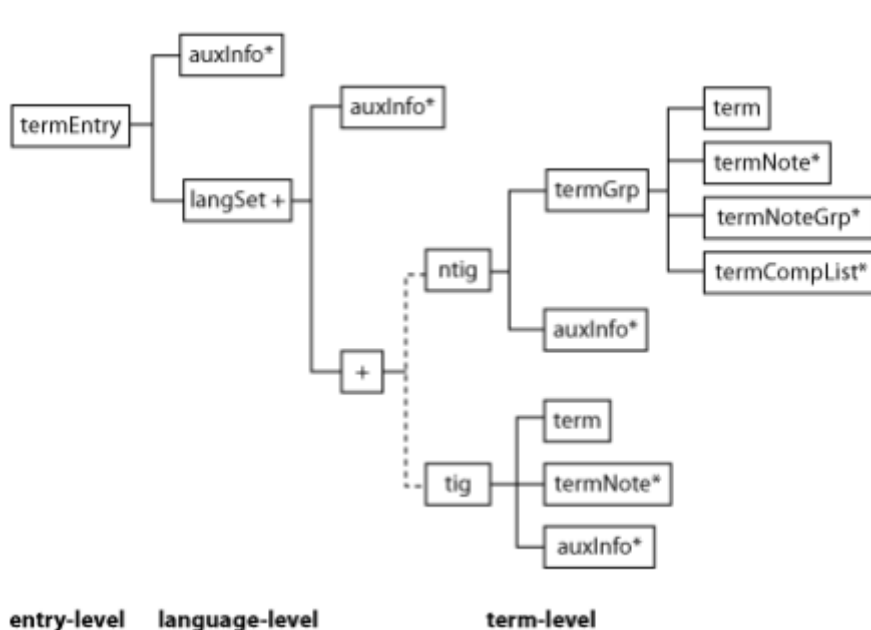 auxInfo*
auxInfo*
termEntry
term
termNote*
termGrp
langSet +
termNoteGrp*
ntig
termCompList*
auxInfo*
+
term
tig
termNote*
auxInfo*
entry-level language-level term-level